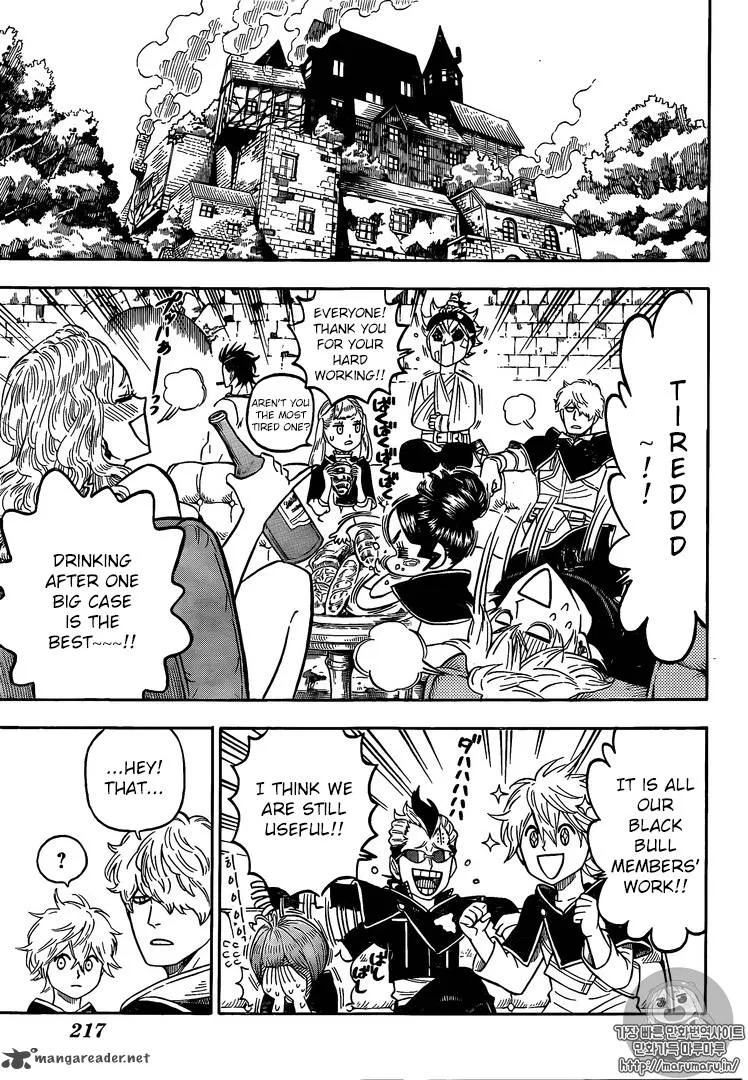 TIREDDD
~!!
EVERYONE!
THANK YOU
FOR YOUR
HARD
WORKING!!
AREN'T YOU
THE MOST
TIRED ONE?
DRINKING
AFTER ONE
BIG CASE
IS THE
BEST~~~!!
IT IS ALL
OUR
BLACK
BULL
MEMBERS'
WORK!!
I THINK WE
ARE STILL
USEFUL!!
...HEY!
THAT...
?
217
mangareader.net
가장 빠른 만화번역사이트
만화가득 마루마루
http://marumaru.in/